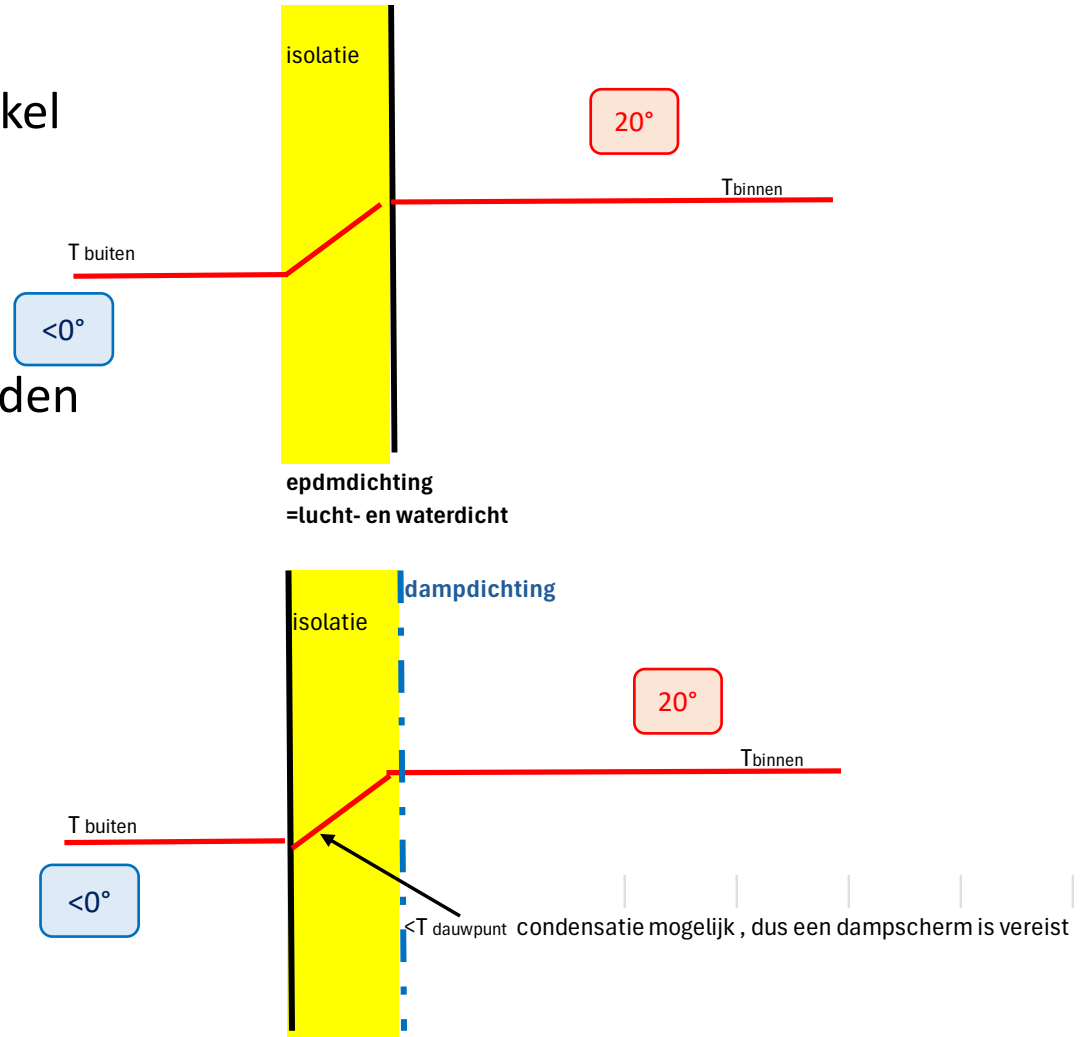 isolatie
kel
20°
Tbinnen
T buiten
<0°
den
epdmdichting
=lucht- en waterdicht
dampdichting
isolatie
20°
Tbinnen
T buiten
<0°
<T dauwpunt condensatie mogelijk , dus een dampscherm is vereist